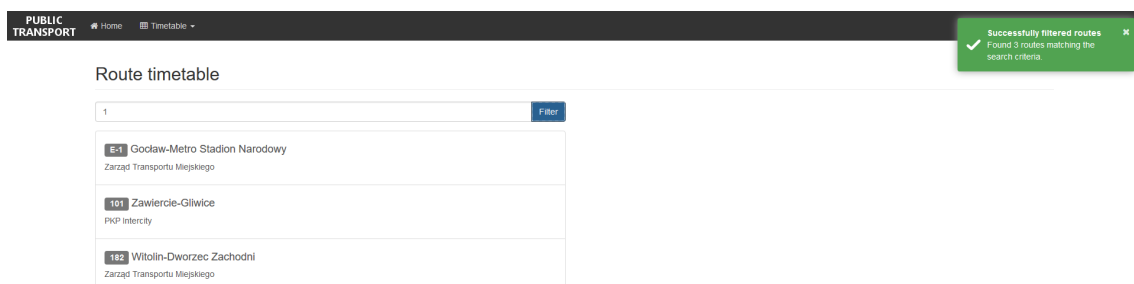 PUBLIC
TRANSPORT
Home
Timetable
Successfully filtered routes
Found 3 routes matching the
search criteria.
Route timetable
1
Filter
E-1 Gocław-Metro Stadion Narodowy
Zarząd Transportu Miejskiego
101 Zawiercie-Gliwice
PKP Intercity
182 Witolin-Dworzec Zachodni
Zarząd Transportu Miejskiego